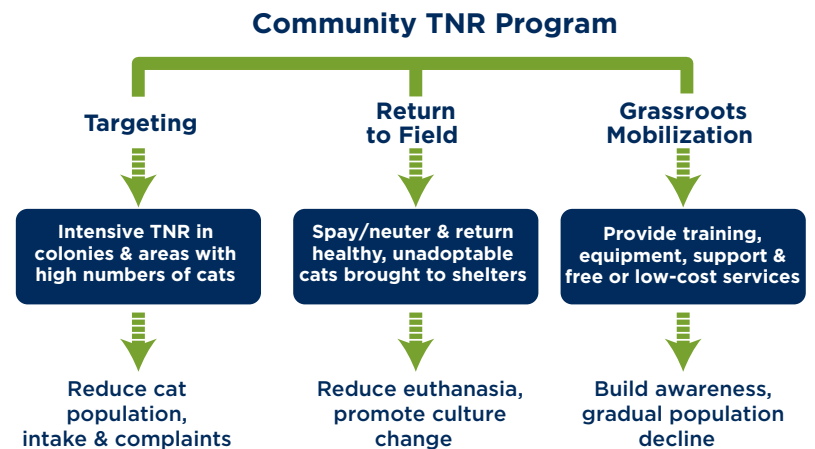 Community TNR Program
Targeting
Return
to Field
Grassroots
Mobilization
Intensive TNR in
colonies & areas with
high numbers of cats
Spay/neuter & return
healthy, unadoptable
cats brought to shelters
Provide training,
equipment, support &
free or low-cost services
Reduce cat
population,
intake & complaints
Reduce euthanasia,
promote culture
change
Build awareness,
gradual population
decline